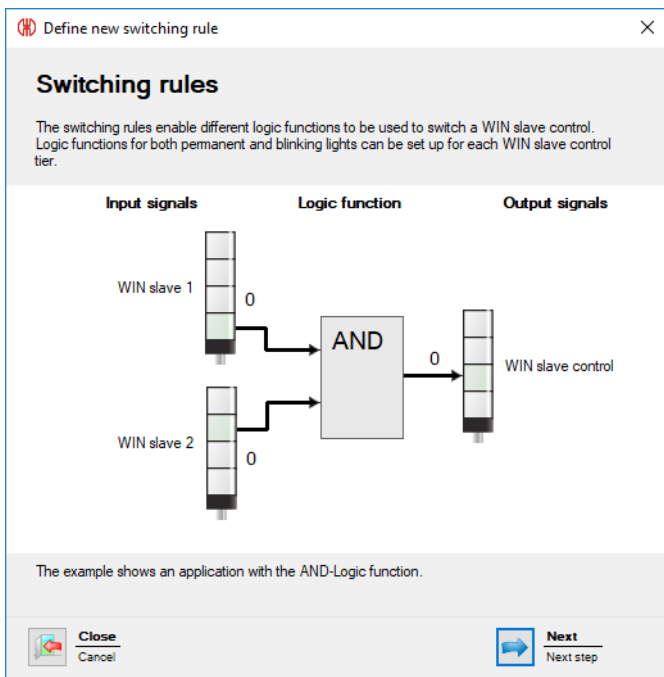 Define new switching rule
Switching rules
The switching rules enable different logic functions to be used to switch a WIN slave control.
Logic functions for both permanent and blinking lights can be set up for each WIN slave control
tier.
Input signals Logic function Output signals
WIN slave 1
0
AND
0
WIN slave control
WIN slave 2
0
The example shows an application with the AND-Logic function.
Close
Cancel
Next
Next step